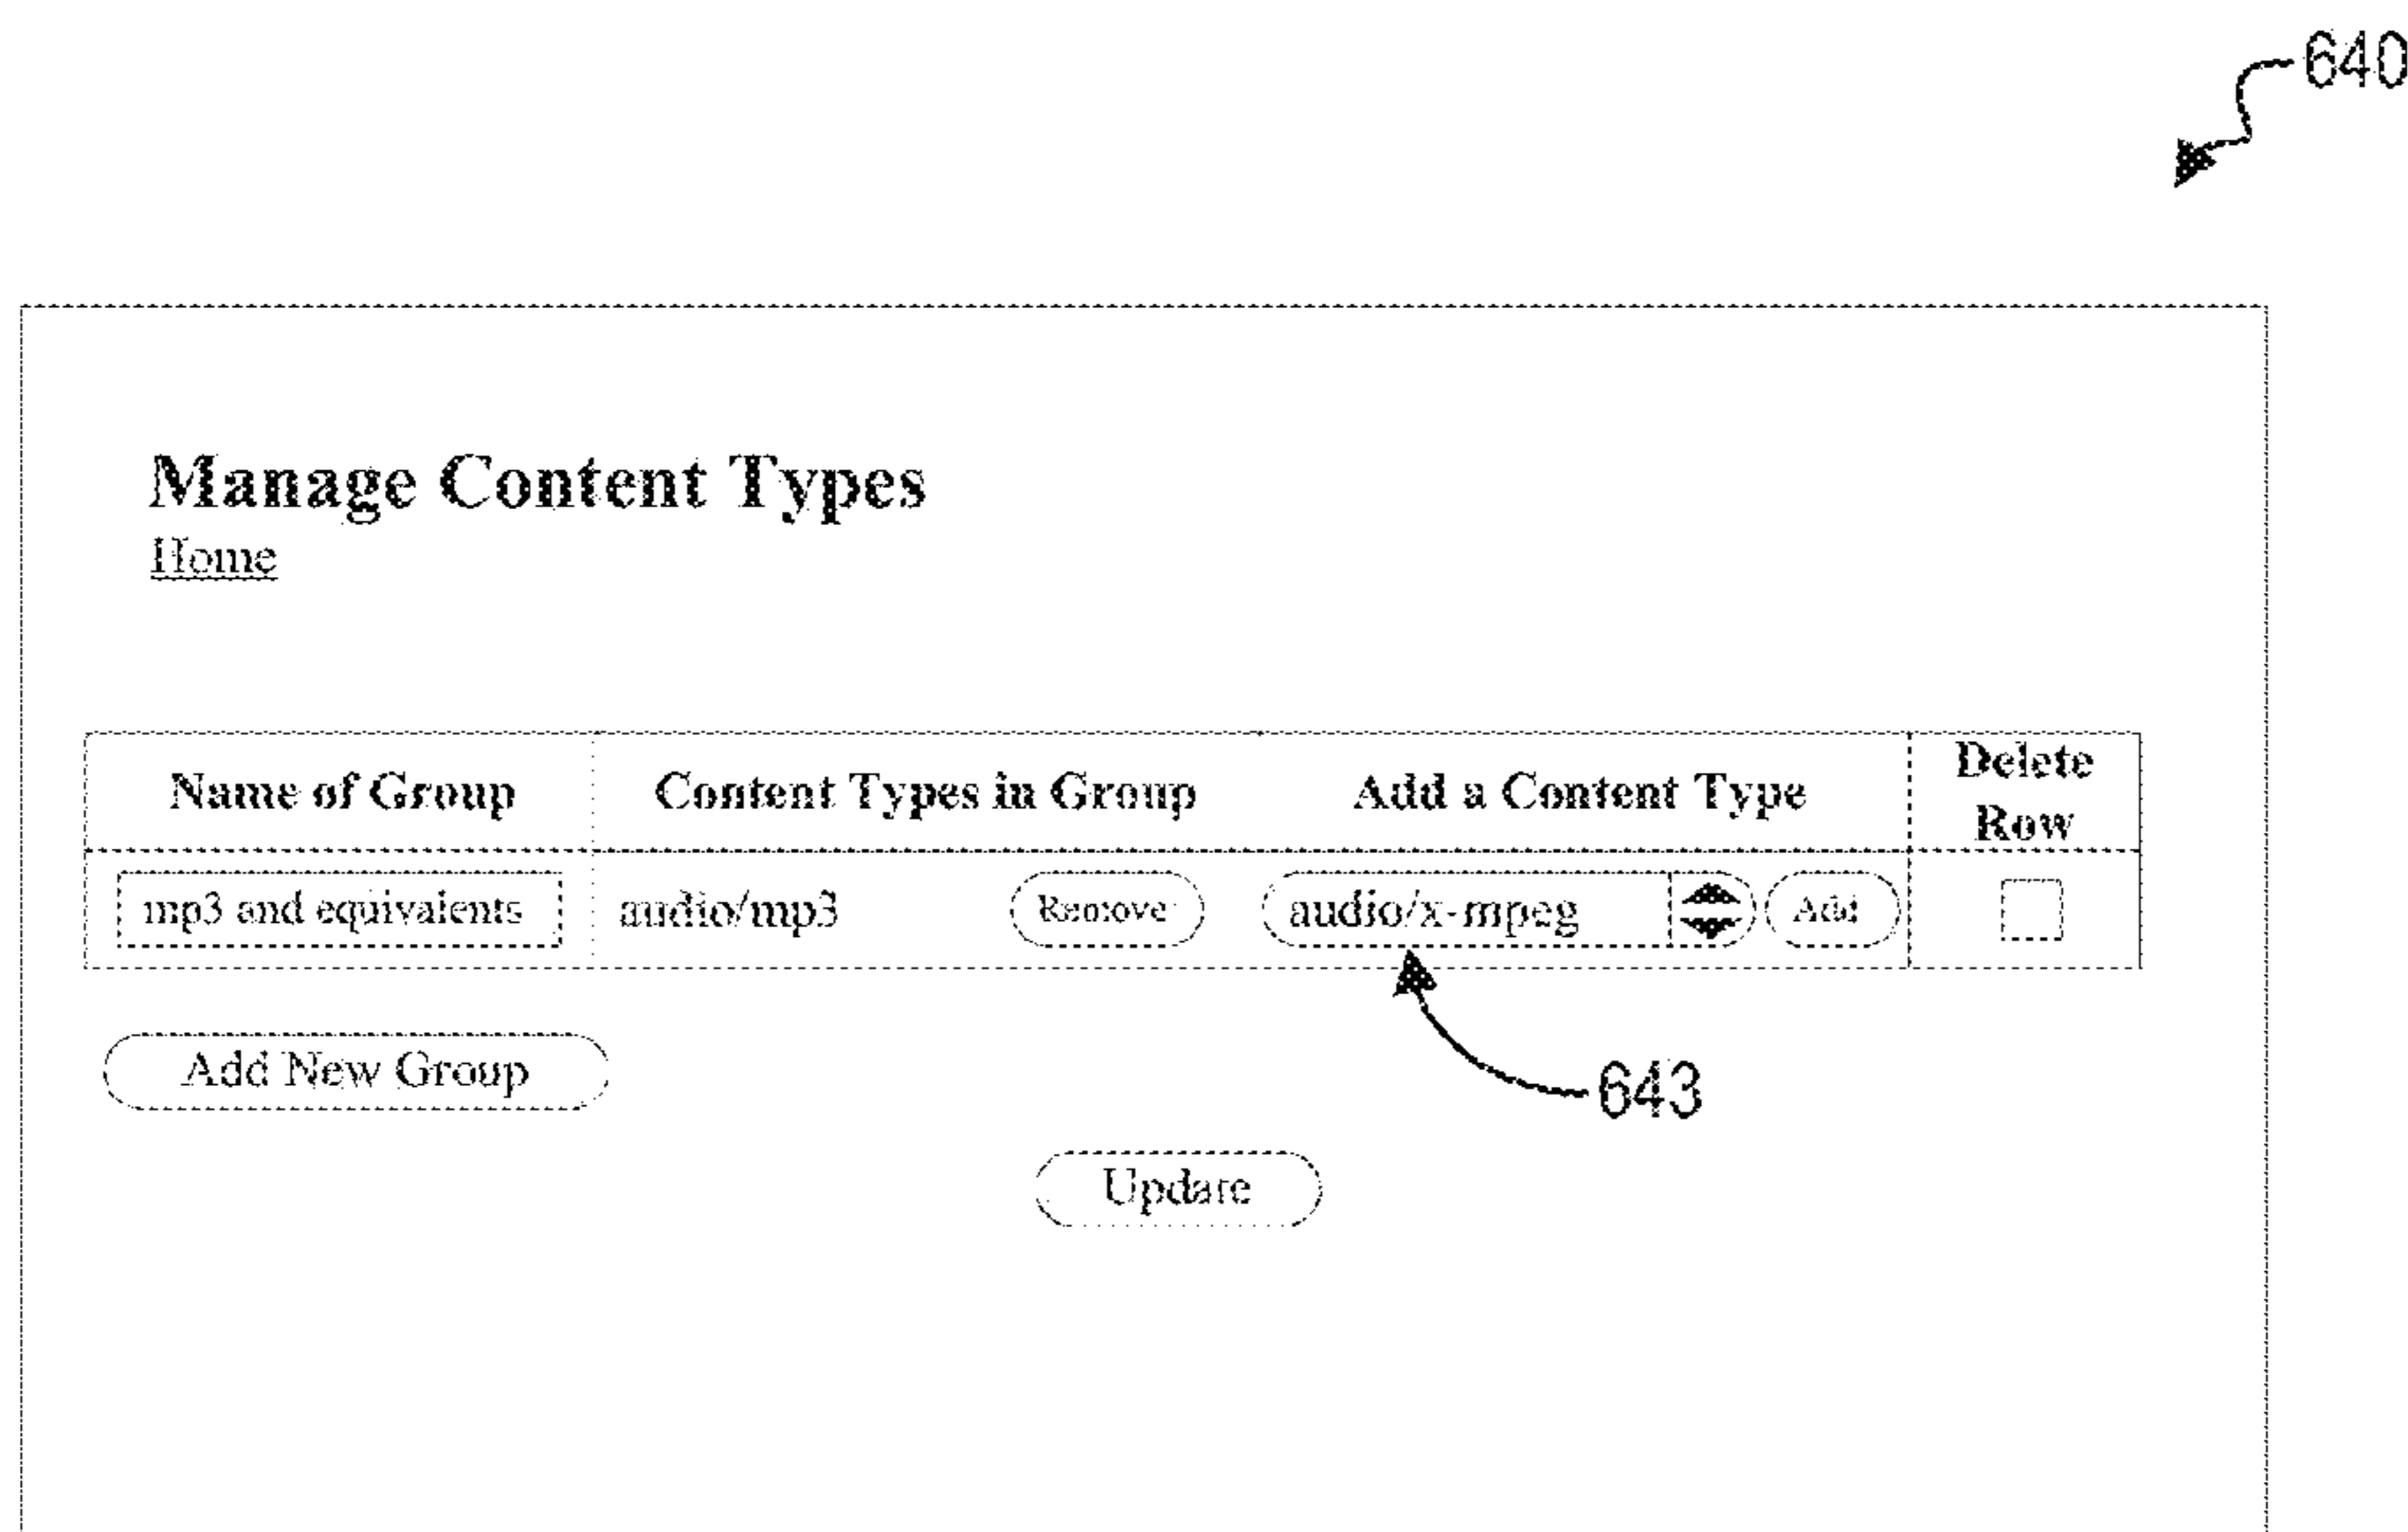 640
Manage Content Types
Home
Name of Group Content Types in Group Add a Content Type Delete Row
mp3 and equivalents audio/mp3 Remove audio/x-mpeg Add
Add New Group
643
Update